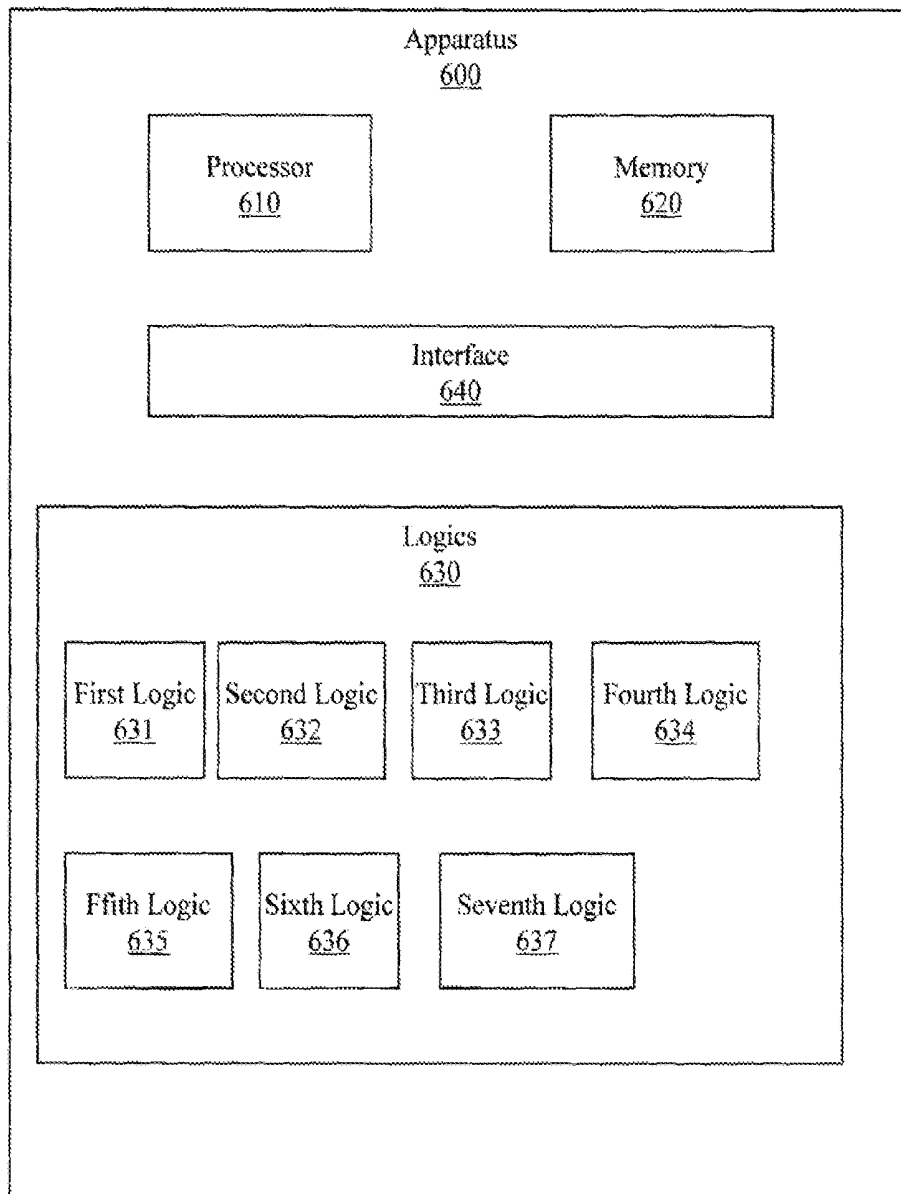 Apparatus
600
Processor
610
Memory
620
Interface
640
Logics
630
First Logic
631
Second Logic
632
Third Logic
633
Fourth Logic
634
Ffith Logic
635
Sixth Logic
636
Seventh Logic
637